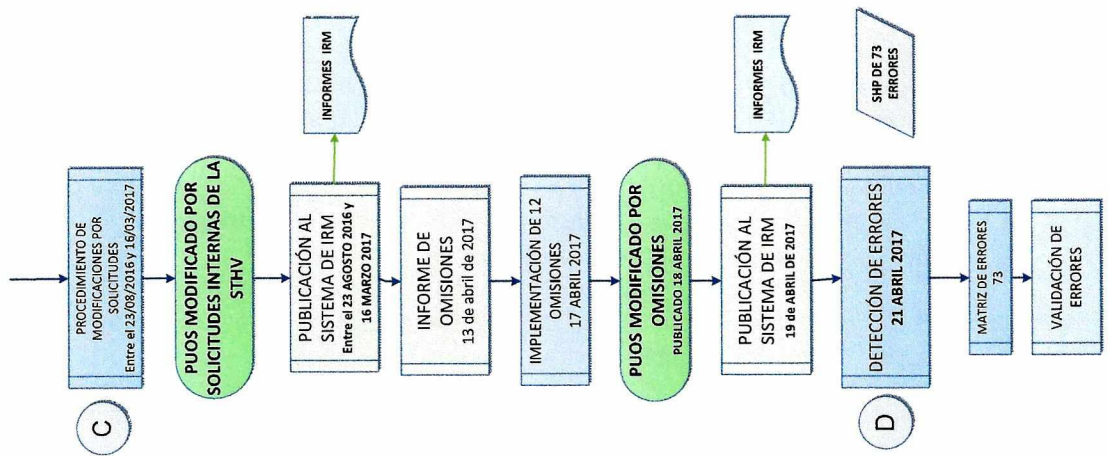 C
PROCEDIMIENTO DE
MODIFICACIONES POR
SOLICITUDES
Entre el 23/08/2016 y 16/03/2017
PUOS MODIFICADO POR
SOLICITUDES INTERNAS DE LA
STHV
PUBLICACIÓN AL
SISTEMA DE IRM
Entre el 23 AGOSTO 2016 y
16 MARZO 2017
INFORMES IRM
INFORME DE
OMISIONES
13 de abril de 2017
IMPLEMENTACIÓN DE 12
OMISIONES
17 ABRIL 2017
PUOS MODIFICADO POR
OMISIONES
PUBLICADO 18 ABRIL 2017
PUBLICACIÓN AL
SISTEMA DE IRM
19 de ABRIL DE 2017
INFORMES IRM
D
DETECCIÓN DE ERRORES
21 ABRIL 2017
SHP DE 73
ERRORES
MATRIZ DE ERRORES
73
VALIDACIÓN DE
ERRORES